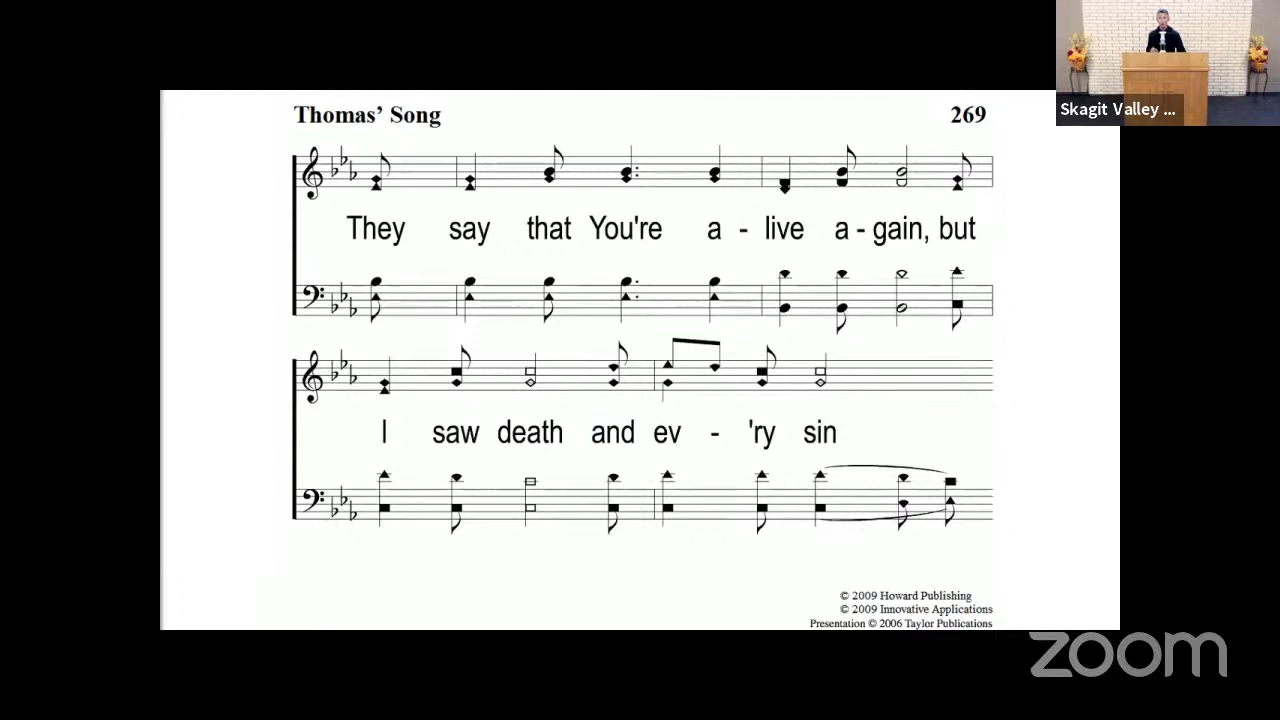 Thomas’ Song
269
They say that You're a - live a - gain, but
I saw death and ev - 'ry sin
© 2009 Howard Publishing
© 2009 Innovative Applications
Presentation © 2006 Taylor Publications
Skagit Valley ...
zoom